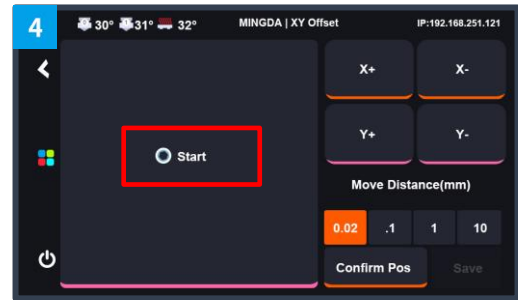 4
30° 31° 32° MINGDA | XY Offset IP:192.168.251.121
X+ X-
Start
Y+ Y-
Move Distance(mm)
0.02 .1 1 10
Confirm Pos Save